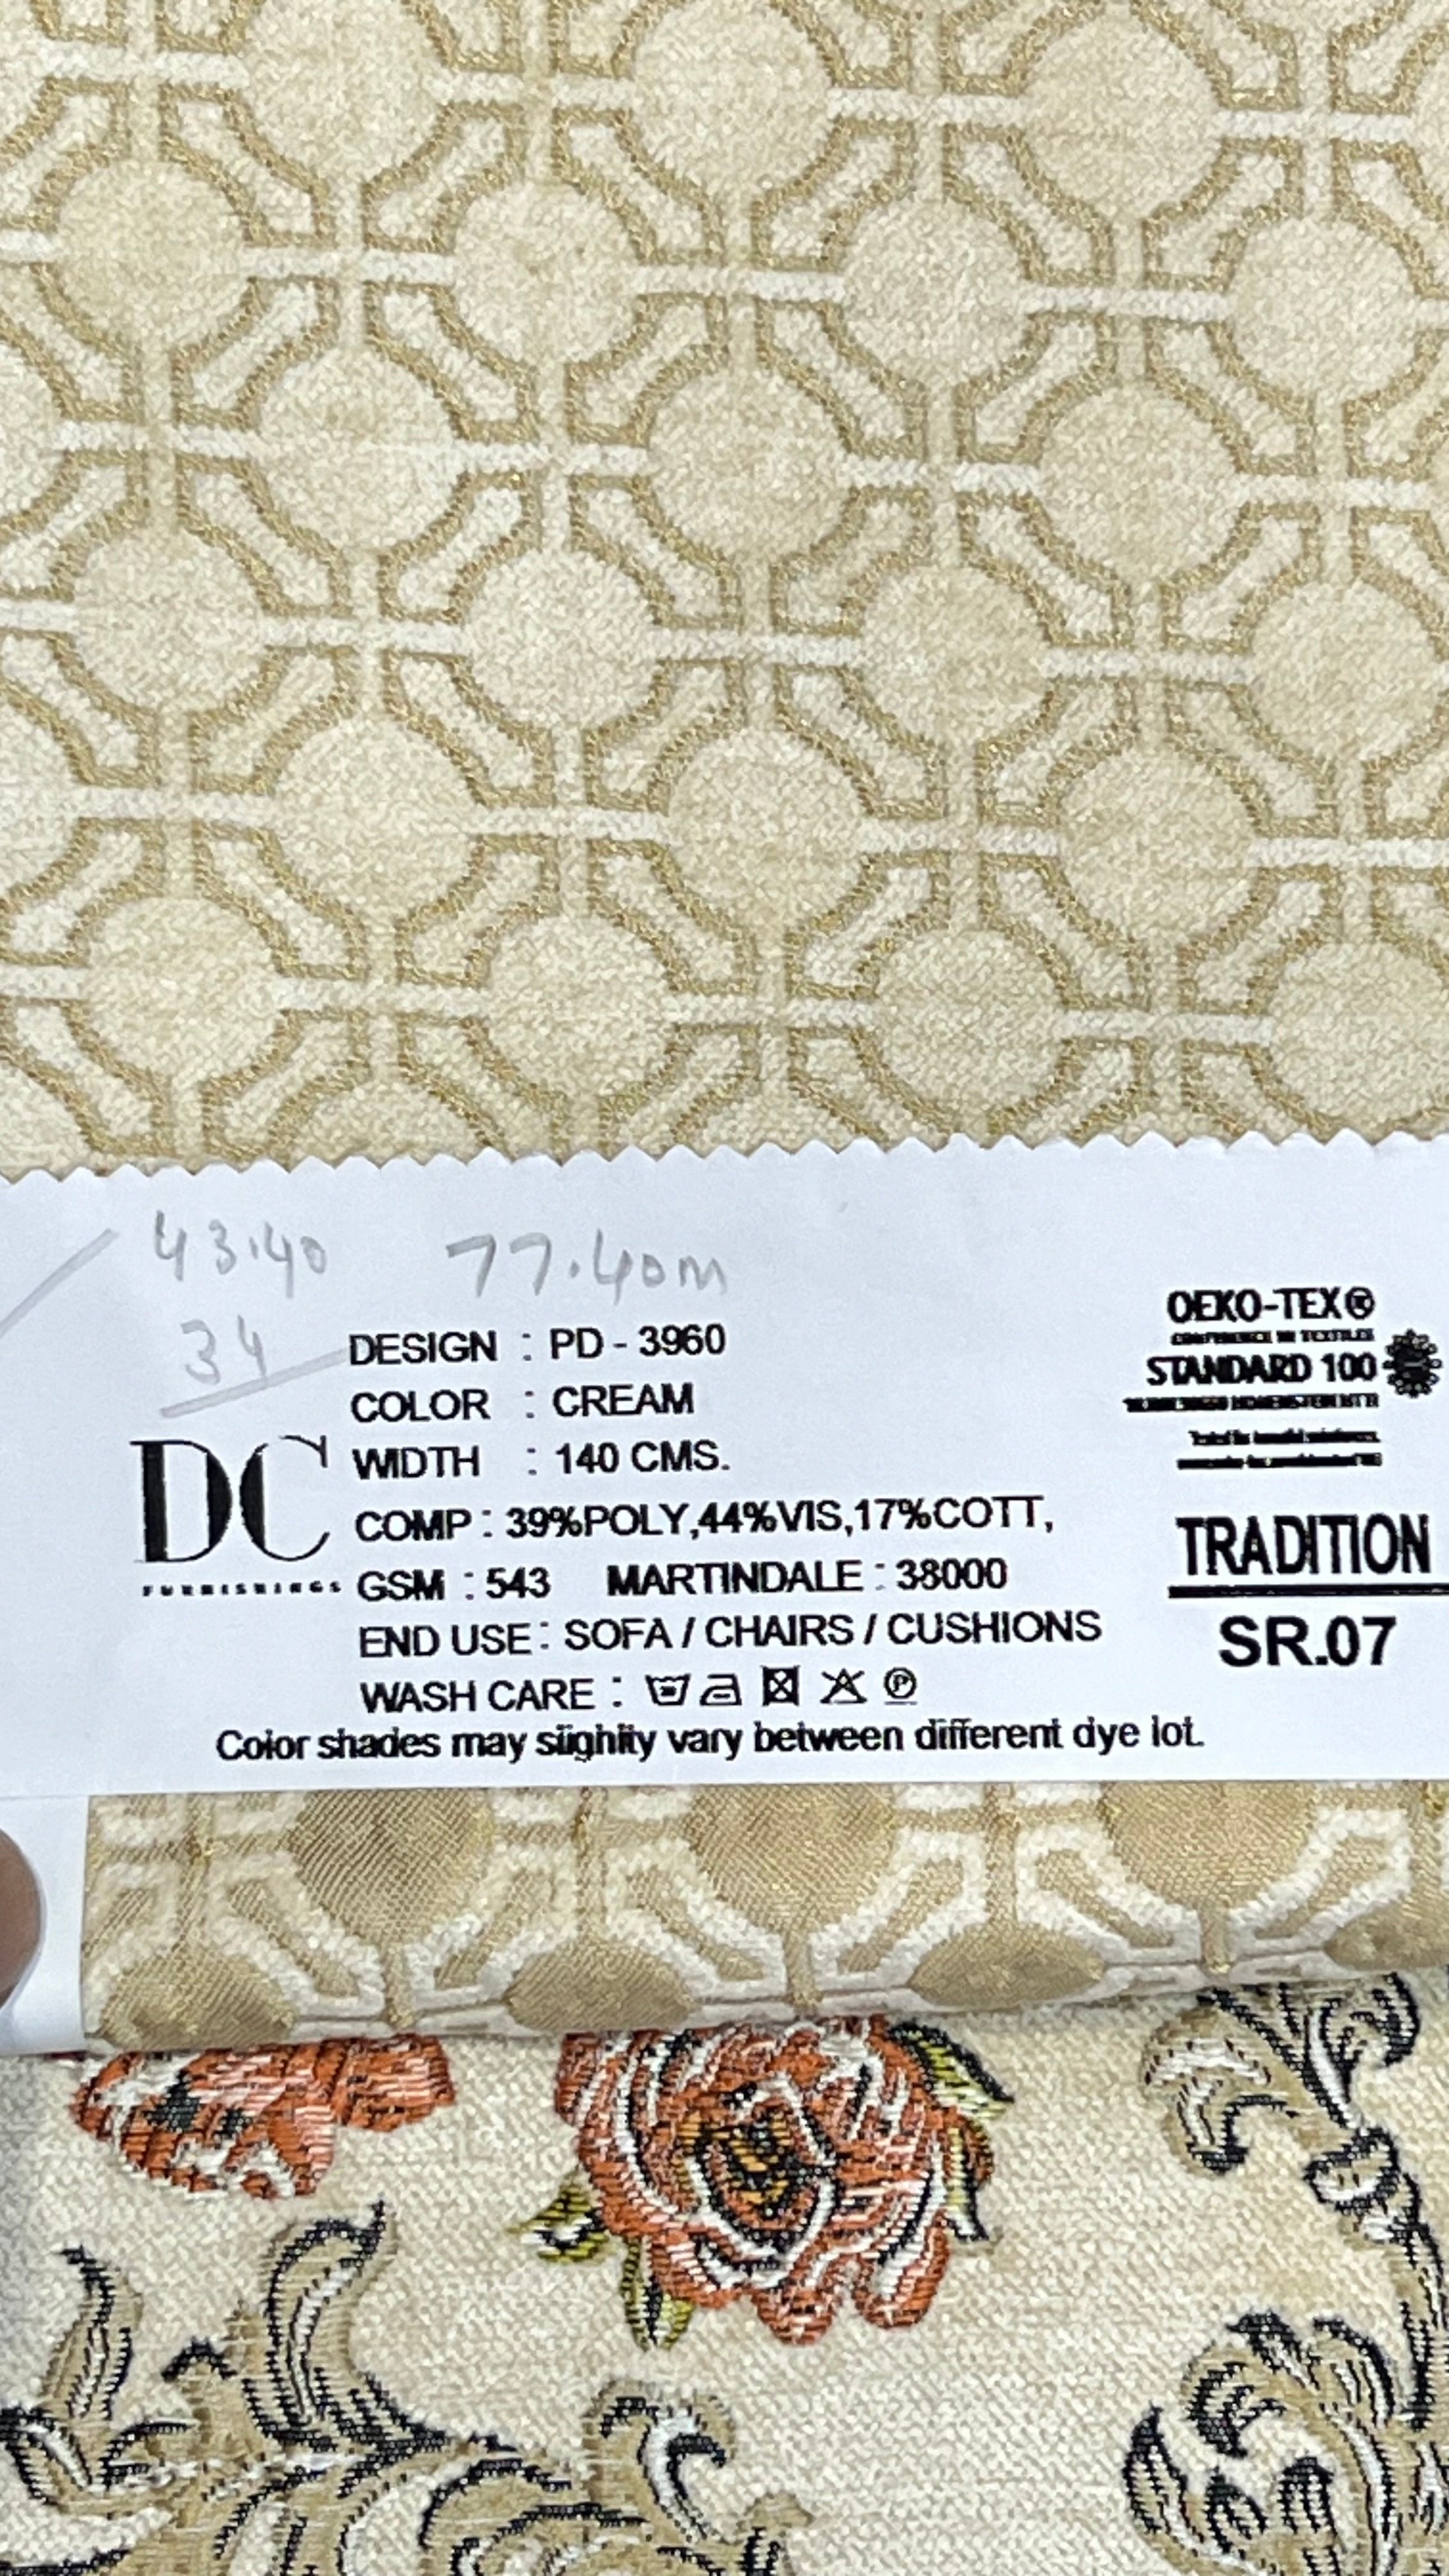 43.40 77.40m
34
DESIGN : PD - 3960
COLOR : CREAM
WIDTH : 140 CMS.
COMP : 39%POLY,44%VIS,17%COTT,
GSM : 543 MARTINDALE : 38000
END USE : SOFA / CHAIRS / CUSHIONS
WASH CARE :
Color shades may slightly vary between different dye lot.
DC
FURNISHINGS
OEKO-TEX®
STANDARD 100
TRADITION
SR.07